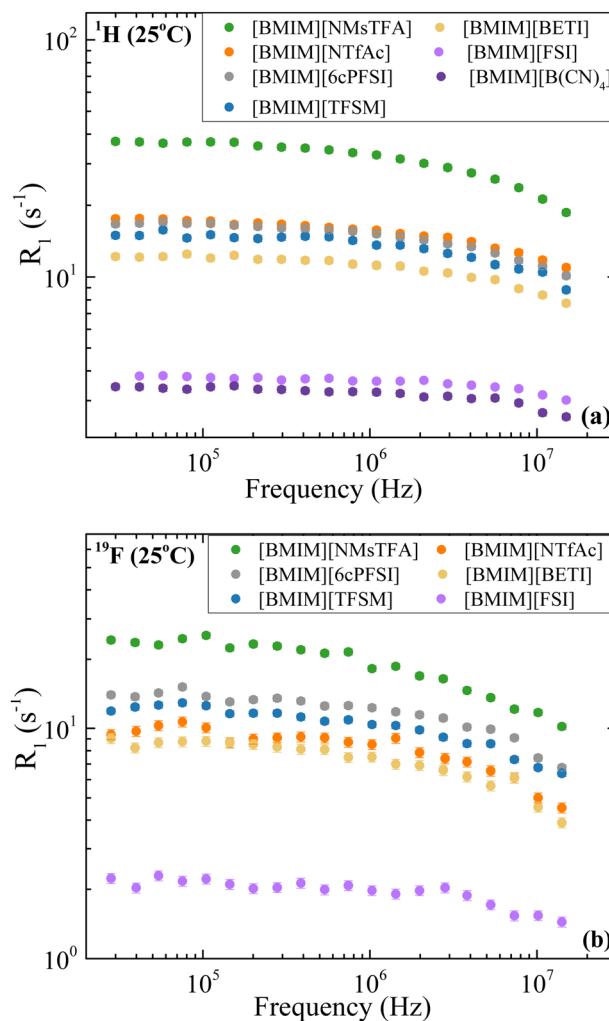 10²
¹H (25°C)
[BMIM][NMsTFA] [BMIM][BETI]
[BMIM][NTfAc] [BMIM][FSI]
[BMIM][6cPFSI] [BMIM][B(CN)₄]
[BMIM][TFSM]
R₁ (s⁻¹)
10¹
(a)
10⁵ 10⁶ 10⁷
Frequency (Hz)
¹⁹F (25°C)
[BMIM][NMsTFA] [BMIM][NTfAc]
[BMIM][6cPFSI] [BMIM][BETI]
[BMIM][TFSM] [BMIM][FSI]
R₁ (s⁻¹)
10¹
10⁰
(b)
10⁵ 10⁶ 10⁷
Frequency (Hz)